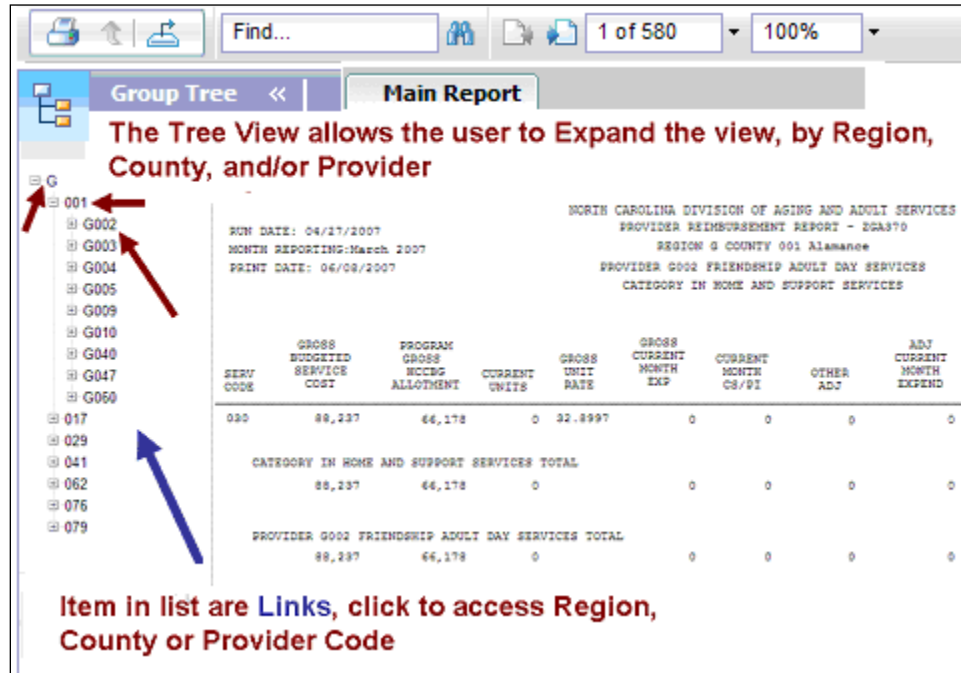 Find... 1 of 580 100%
Group Tree « Main Report
The Tree View allows the user to Expand the view, by Region,
County, and/or Provider
G
001
G002
G003
G004
G005
G009
G010
G040
G047
G060
017
029
041
062
076
079
NORTH CAROLINA DIVISION OF AGING AND ADULT SERVICES
RUN DATE: 04/27/2007 PROVIDER REIMBURSEMENT REPORT - ZGA370
MONTH REPORTING:March 2007 REGION G COUNTY 001 Alamance
PRINT DATE: 06/08/2007 PROVIDER G002 FRIENDSHIP ADULT DAY SERVICES
CATEGORY IN HOME AND SUPPORT SERVICES
GROSS PROGRAM GROSS ADJ
BUDGETED GROSS GROSS CURRENT CURRENT CURRENT
SERV SERVICE NCCBG CURRENT UNIT MONTH MONTH OTHER MONTH
CODE COST ALLOTMENT UNITS RATE EXP CS/PI ADJ EXPEND
030 88,237 66,178 0 32.8997 0 0 0 0
CATEGORY IN HOME AND SUPPORT SERVICES TOTAL
88,237 66,178 0 0 0 0 0
PROVIDER G002 FRIENDSHIP ADULT DAY SERVICES TOTAL
88,237 66,178 0 0 0 0 0
Item in list are Links, click to access Region,
County or Provider Code